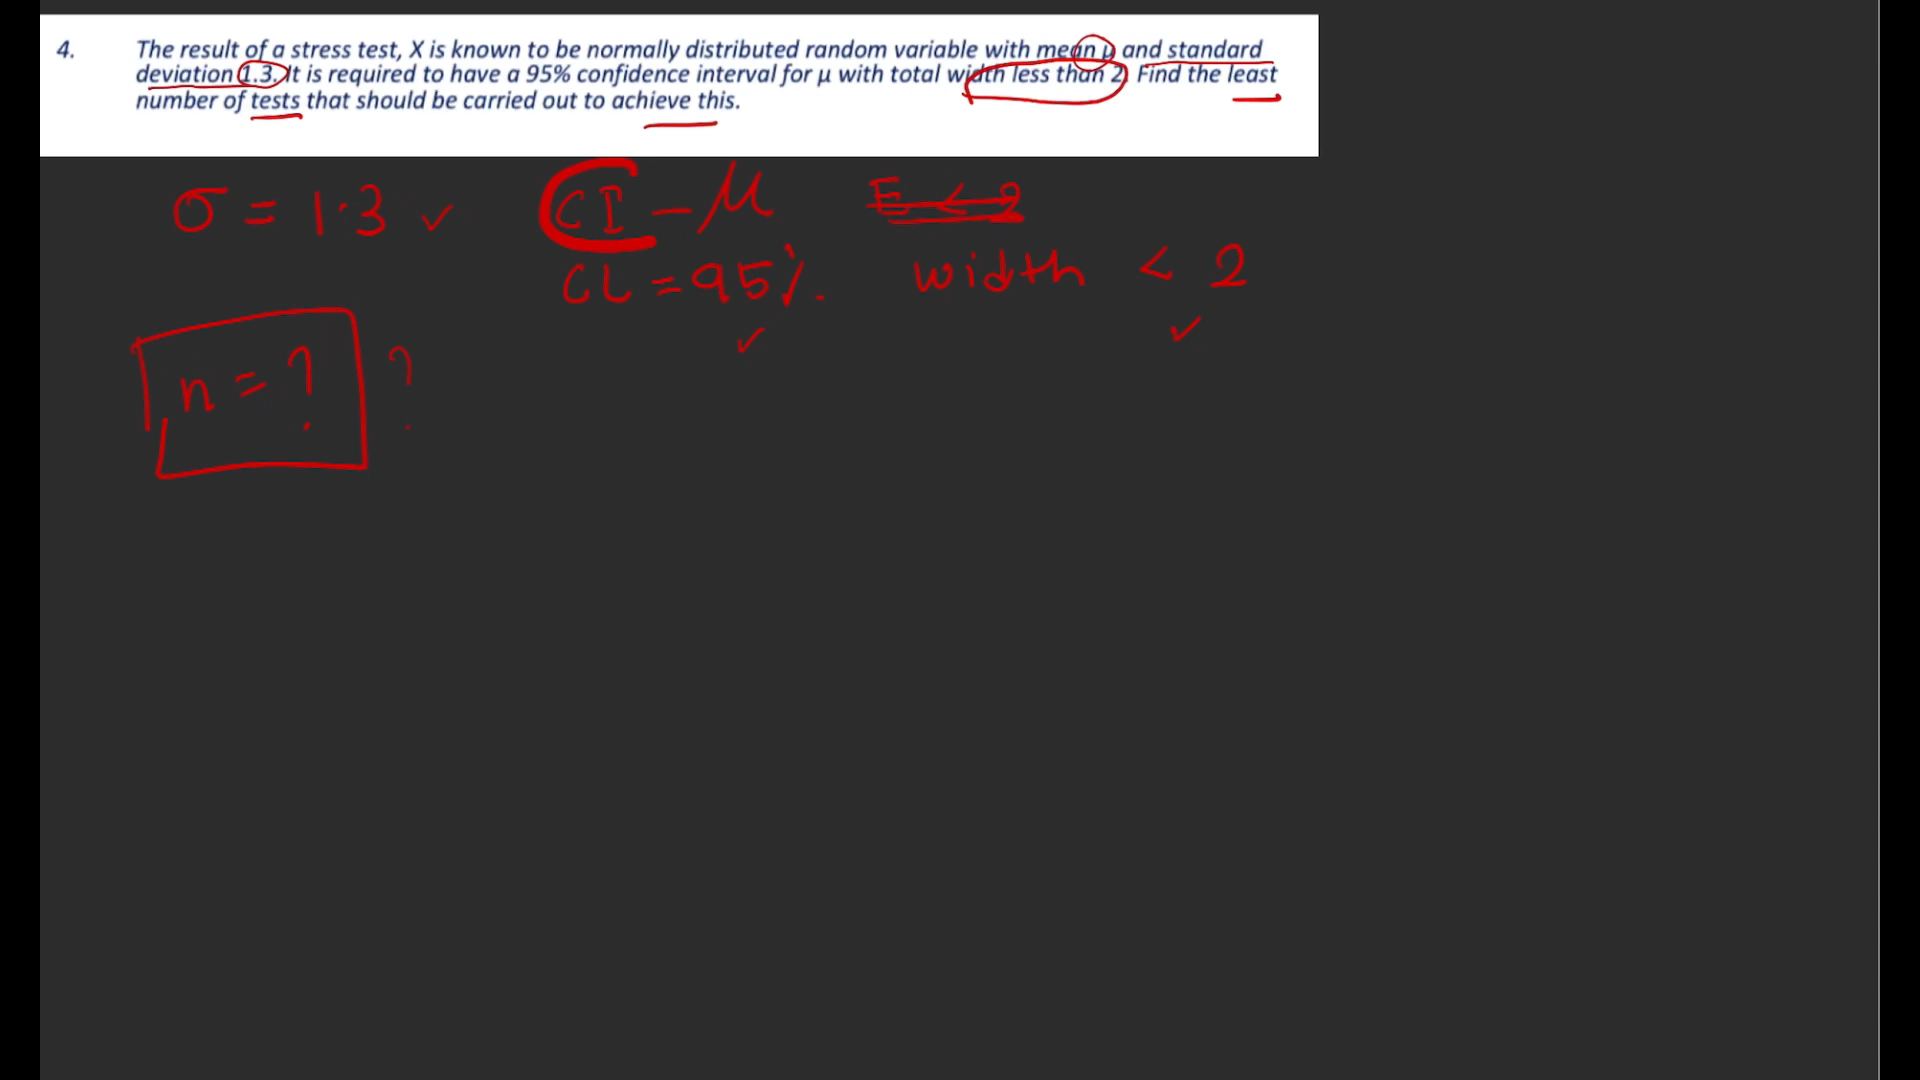 4. The result of a stress test, X is known to be normally distributed random variable with mean μ and standard
deviation 1.3. It is required to have a 95% confidence interval for μ with total width less than 2. Find the least
number of tests that should be carried out to achieve this.
σ = 1.3 ✓ CI - μ E < 2
CL = 95%. width < 2
✓ ✓
n = ? ?